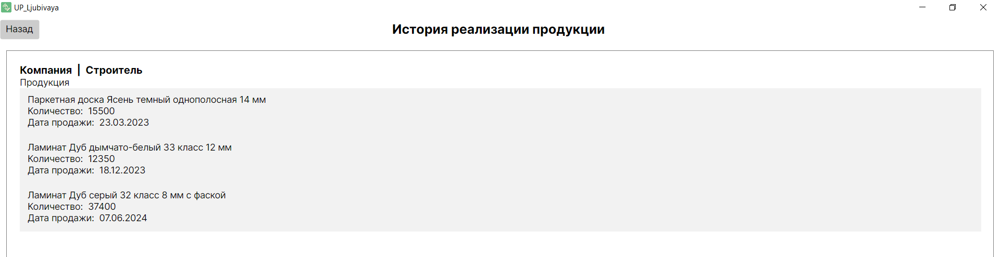 UP_Ljubivaya
Назад
История реализации продукции
Компания | Строитель
Продукция
Паркетная доска Ясень темный однополосная 14 мм
Количество: 15500
Дата продажи: 23.03.2023
Ламинат Дуб дымчато-белый 33 класс 12 мм
Количество: 12350
Дата продажи: 18.12.2023
Ламинат Дуб серый 32 класс 8 мм с фаской
Количество: 37400
Дата продажи: 07.06.2024